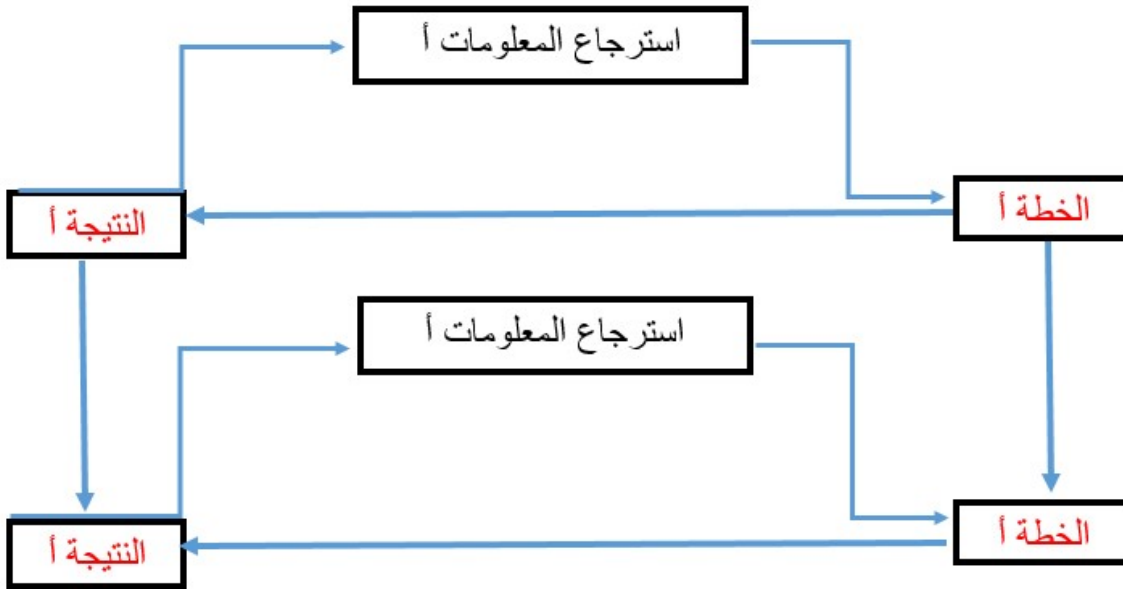 استرجاع المعلومات أ
الخطة أ
النتيجة أ
استرجاع المعلومات أ
الخطة أ
النتيجة أ